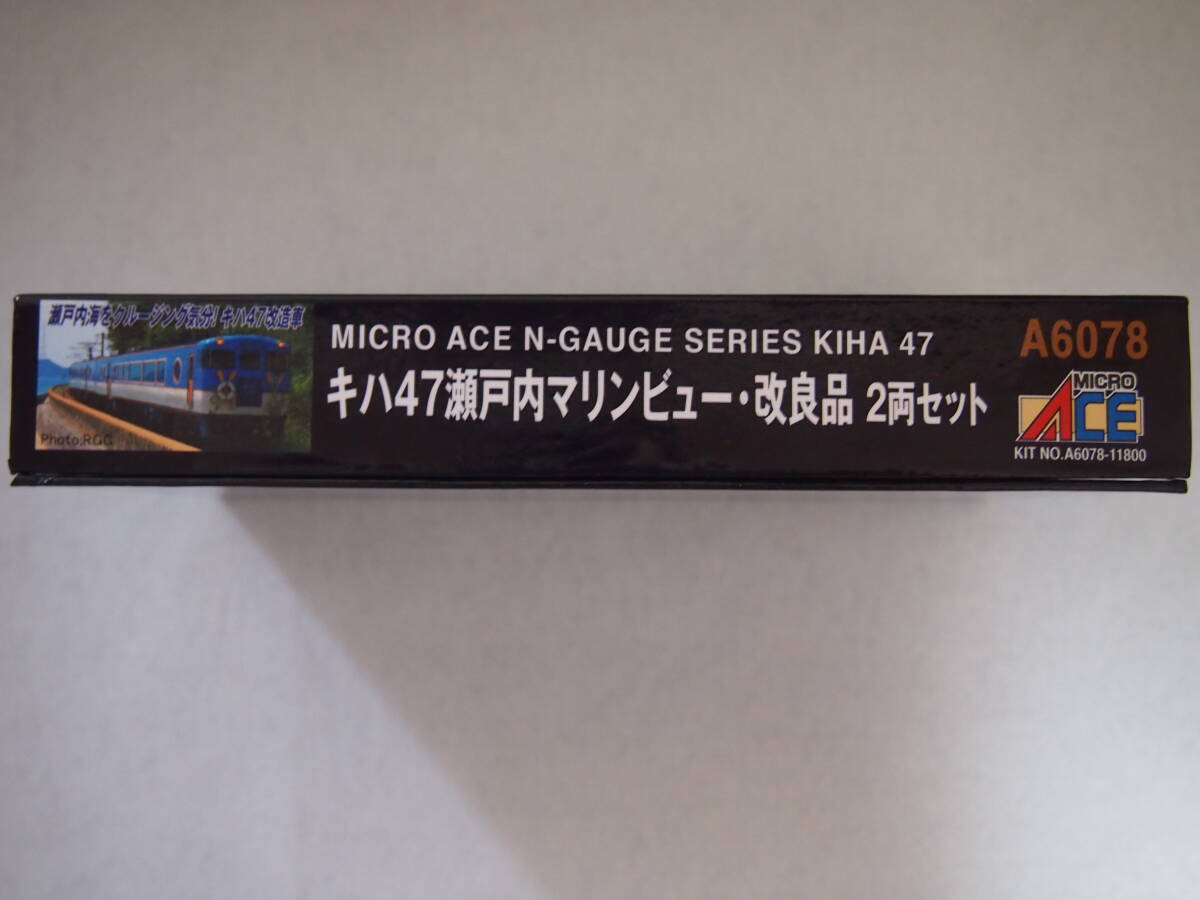 瀬戸内海をクルージング気分! キハ47改造車
Photo;RGG
MICRO ACE N-GAUGE SERIES KIHA 47
キハ47瀬戸内マリンビュー・改良品 2両セット
A6078
MICRO
ACE
KIT NO.A6078-11800